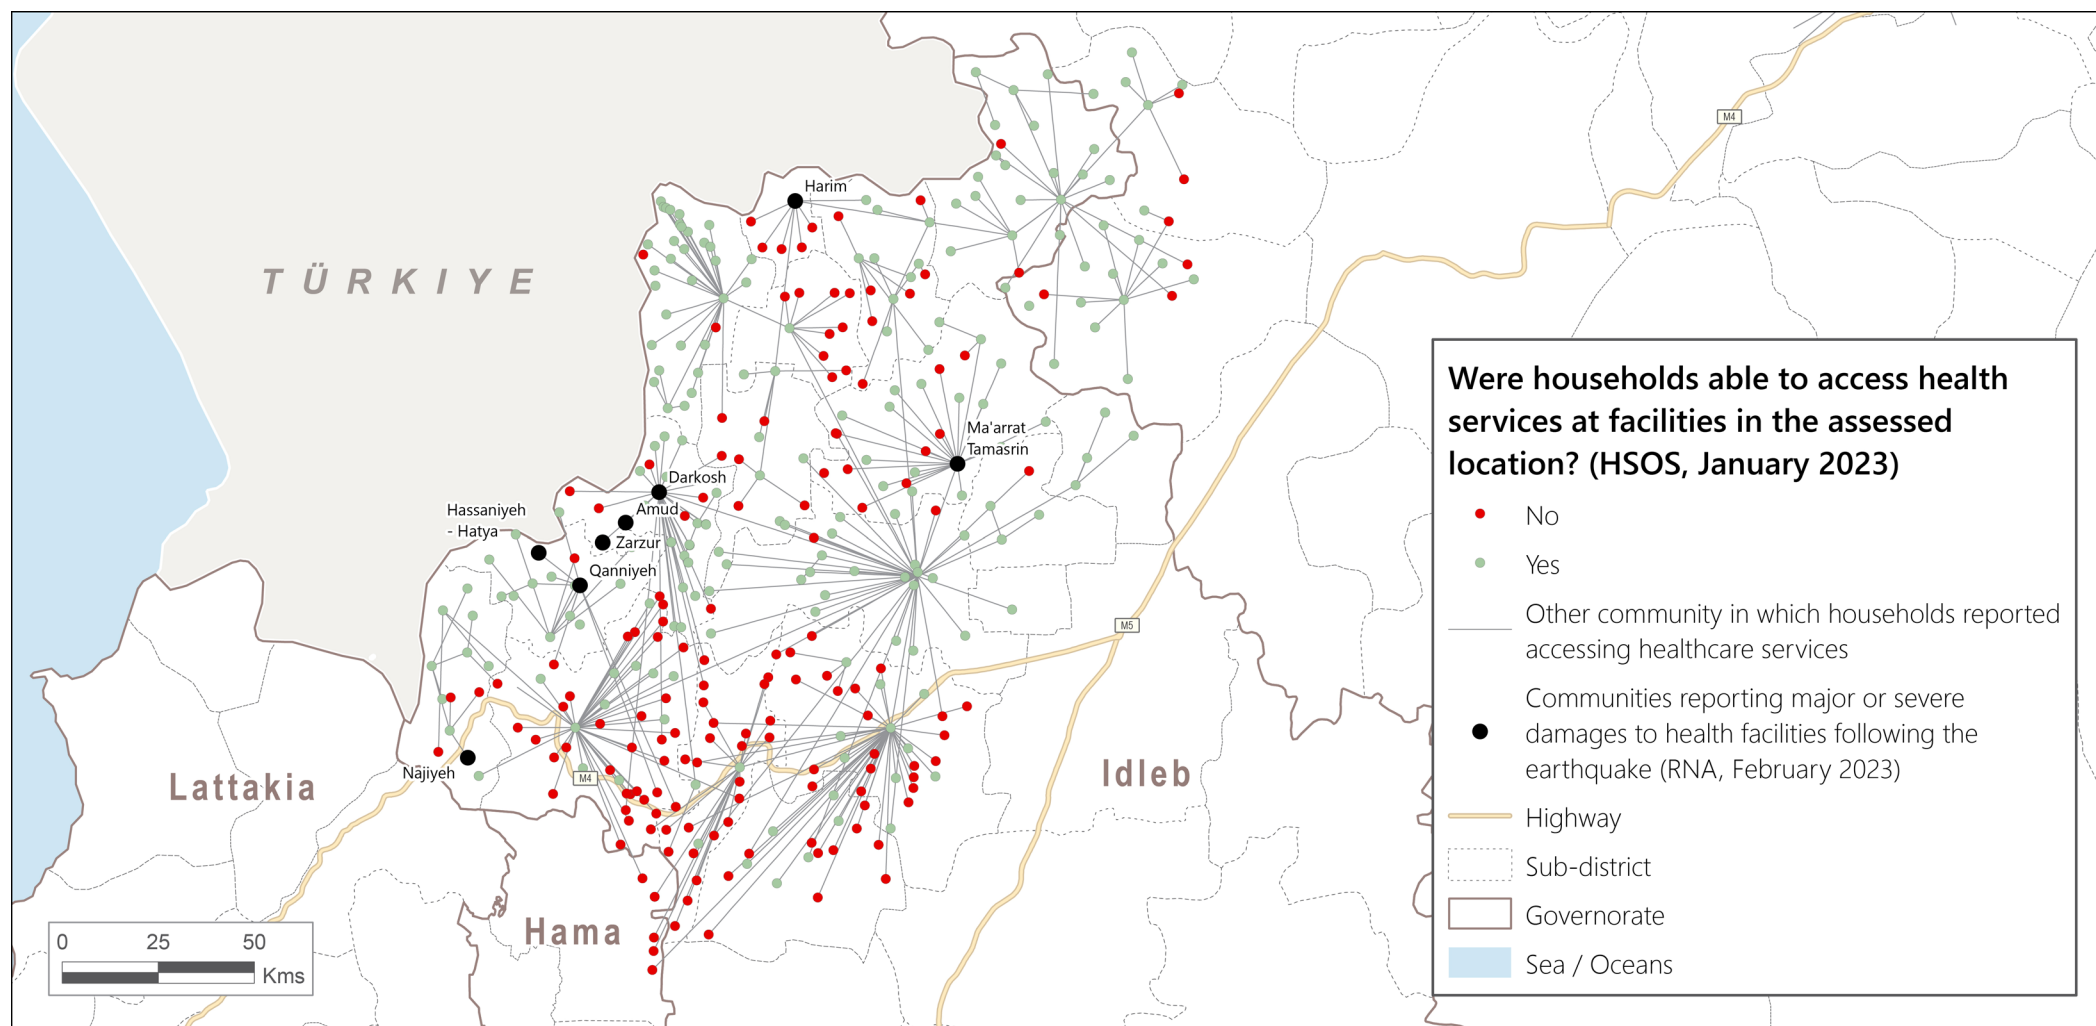 M4
Harim
TÜRKIYE
Ma'arrat
Tamasrin
Darkosh
Hassaniyeh
- Hatya
Amud
Zarzur
Qanniyeh
M5
Najiyeh
M4
Lattakia
Idleb
Hama
0 25 50
Kms
Were households able to access health
services at facilities in the assessed
location? (HSOS, January 2023)
No
Yes
Other community in which households reported
accessing healthcare services
Communities reporting major or severe
damages to health facilities following the
earthquake (RNA, February 2023)
Highway
Sub-district
Governorate
Sea / Oceans